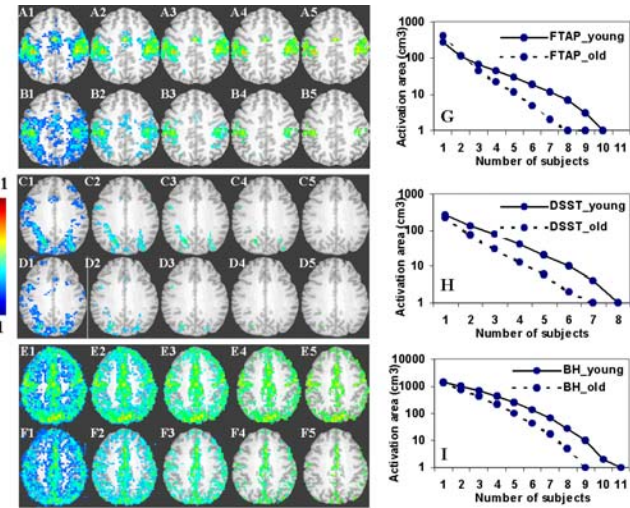 A1 A2 A3 A4 A5
B1 B2 B3 B4 B5
C1 C2 C3 C4 C5
D1 D2 D3 D4 D5
E1 E2 E3 E4 E5
F1 F2 F3 F4 F5
1
1
Activation area (cm3)
1000
100
10
1
FTAP_young
FTAP_old
G
1 2 3 4 5 6 7 8 9 10 11
Number of subjects
Activation area (cm3)
1000
100
10
1
DSST_young
DSST_old
H
1 2 3 4 5 6 7 8
Number of subjects
Activation area (cm3)
10000
1000
100
10
1
BH_young
BH_old
I
1 2 3 4 5 6 7 8 9 10 11
Number of subjects